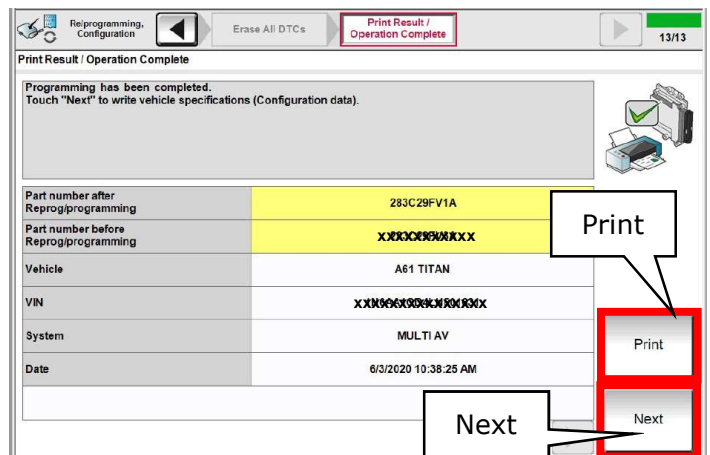 Re/programming,
Configuration
Erase All DTCs
Print Result /
Operation Complete
13/13
Print Result / Operation Complete
Programming has been completed.
Touch "Next" to write vehicle specifications (Configuration data).
Part number after
Reprog/programming
283C29FV1A
Part number before
Reprog/programming
Vehicle
A61 TITAN
VIN
System
MULTI AV
Date
6/3/2020 10:38:25 AM
Print
Print
Next
Next